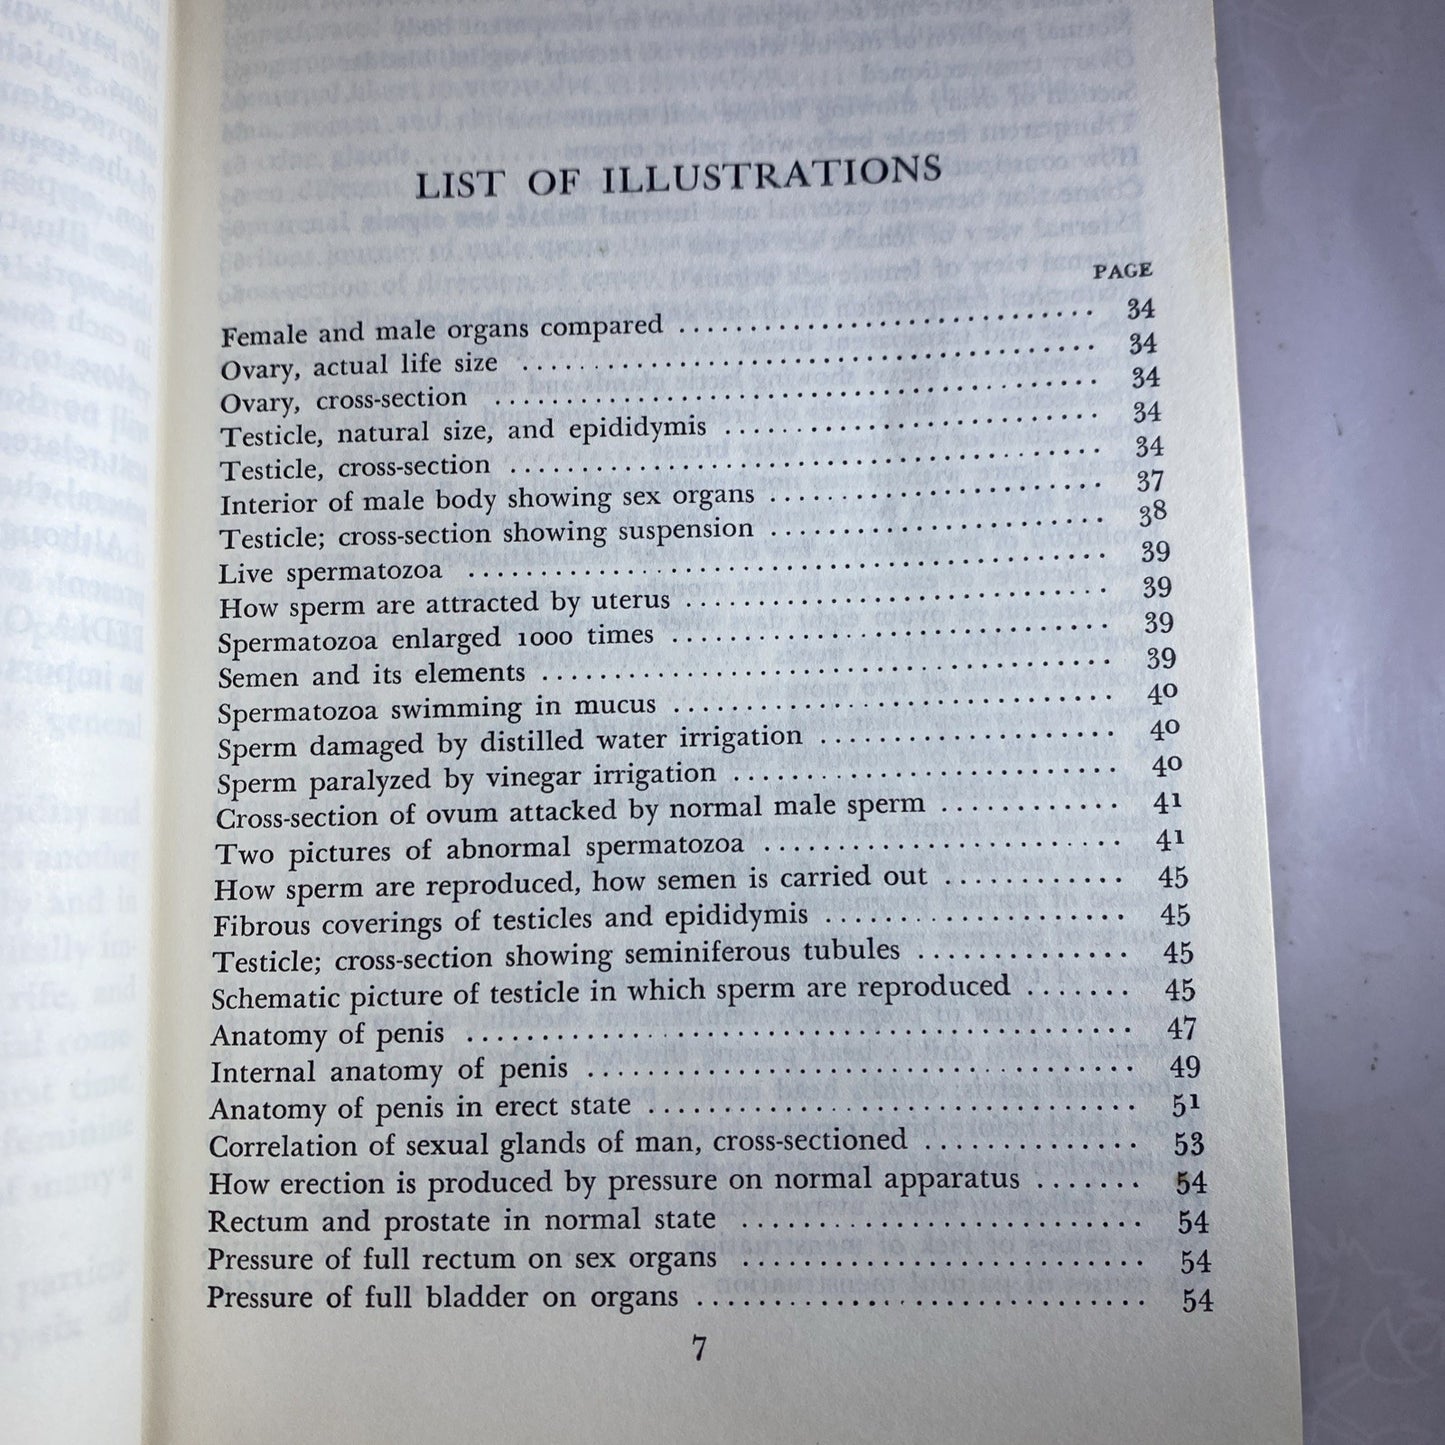 LIST OF ILLUSTRATIONS
PAGE
Female and male organs compared . . . . . . . . . . . . . . . . . . . . . . . . . . . . . . 34
Ovary, actual life size . . . . . . . . . . . . . . . . . . . . . . . . . . . . . . 34
Ovary, cross-section . . . . . . . . . . . . . . . . . . . . . . . . . . . . . . 34
Testicle, natural size, and epididymis . . . . . . . . . . . . . . . . . . . . . . . . . . 34
Testicle, cross-section . . . . . . . . . . . . . . . . . . . . . . . . . . . . . . 34
Interior of male body showing sex organs . . . . . . . . . . . . . . . . . . . . . . . . 37
Testicle; cross-section showing suspension . . . . . . . . . . . . . . . . . . . . . . . . 38
Live spermatozoa . . . . . . . . . . . . . . . . . . . . . . . . . . . . . . 39
How sperm are attracted by uterus . . . . . . . . . . . . . . . . . . . . . . . . . . . . 39
Spermatozoa enlarged 1000 times . . . . . . . . . . . . . . . . . . . . . . . . . . . . . . 39
Semen and its elements . . . . . . . . . . . . . . . . . . . . . . . . . . . . . . 39
Spermatozoa swimming in mucus . . . . . . . . . . . . . . . . . . . . . . . . . . . . . . 40
Sperm damaged by distilled water irrigation . . . . . . . . . . . . . . . . . . . . . 40
Sperm paralyzed by vinegar irrigation . . . . . . . . . . . . . . . . . . . . . . . . . . 40
Cross-section of ovum attacked by normal male sperm . . . . . . . . . . . . 41
Two pictures of abnormal spermatozoa . . . . . . . . . . . . . . . . . . . . . . . . 41
How sperm are reproduced, how semen is carried out . . . . . . . . . . . . 45
Fibrous coverings of testicles and epididymis . . . . . . . . . . . . . . . . . . . . 45
Testicle; cross-section showing seminiferous tubules . . . . . . . . . . . . . . 45
Schematic picture of testicle in which sperm are reproduced . . . . . . . 45
Anatomy of penis . . . . . . . . . . . . . . . . . . . . . . . . . . . . . . 47
Internal anatomy of penis . . . . . . . . . . . . . . . . . . . . . . . . . . . . . . 49
Anatomy of penis in erect state . . . . . . . . . . . . . . . . . . . . . . . . . . . . . . 51
Correlation of sexual glands of man, cross-sectioned . . . . . . . . . . . . . . 53
How erection is produced by pressure on normal apparatus . . . . . . . 54
Rectum and prostate in normal state . . . . . . . . . . . . . . . . . . . . . . . . . . 54
Pressure of full rectum on sex organs . . . . . . . . . . . . . . . . . . . . . . . . . . 54
Pressure of full bladder on organs . . . . . . . . . . . . . . . . . . . . . . . . . . . . 54
7